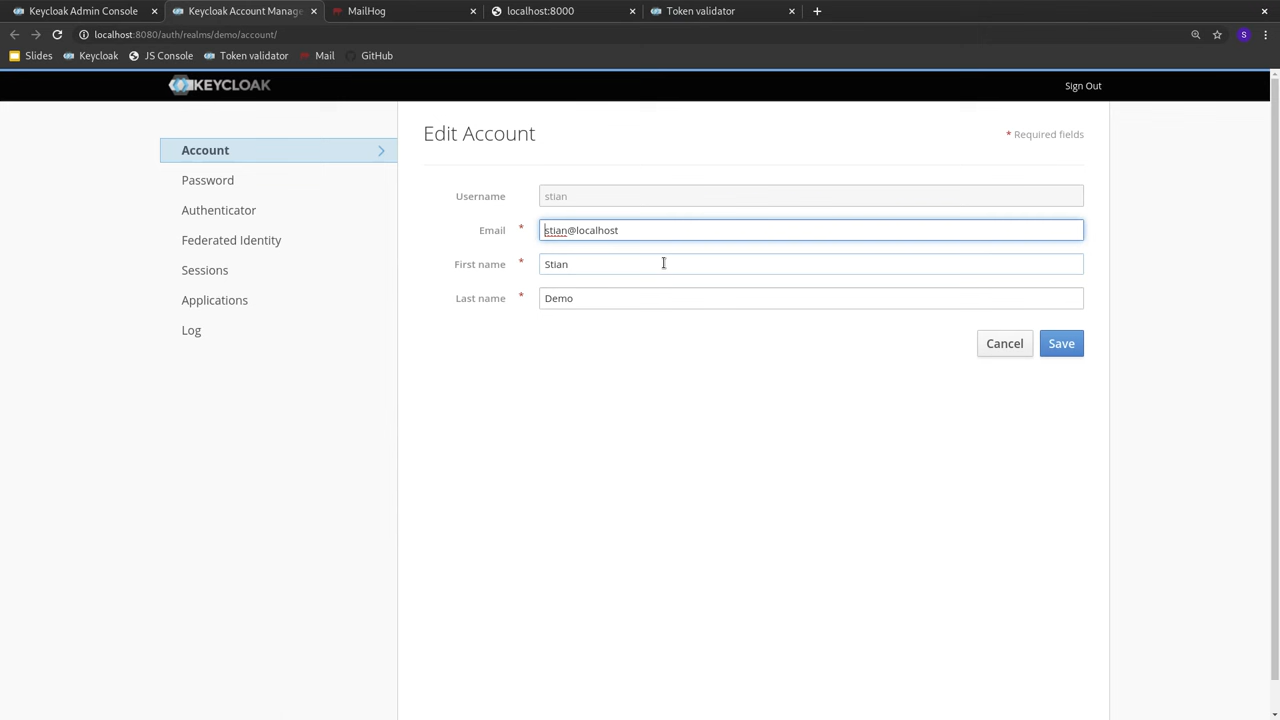 Keycloak Admin Console
Keycloak Account Manage
MailHog
localhost:8000
Token validator
localhost:8080/auth/realms/demo/account/
S
Slides
Keycloak
JS Console
Token validator
Mail
GitHub
KEYCLOAK
Sign Out
Account
Password
Authenticator
Federated Identity
Sessions
Applications
Log
Edit Account
* Required fields
Username
stian
Email *
stian@localhost
First name *
Stian
Last name *
Demo
Cancel
Save